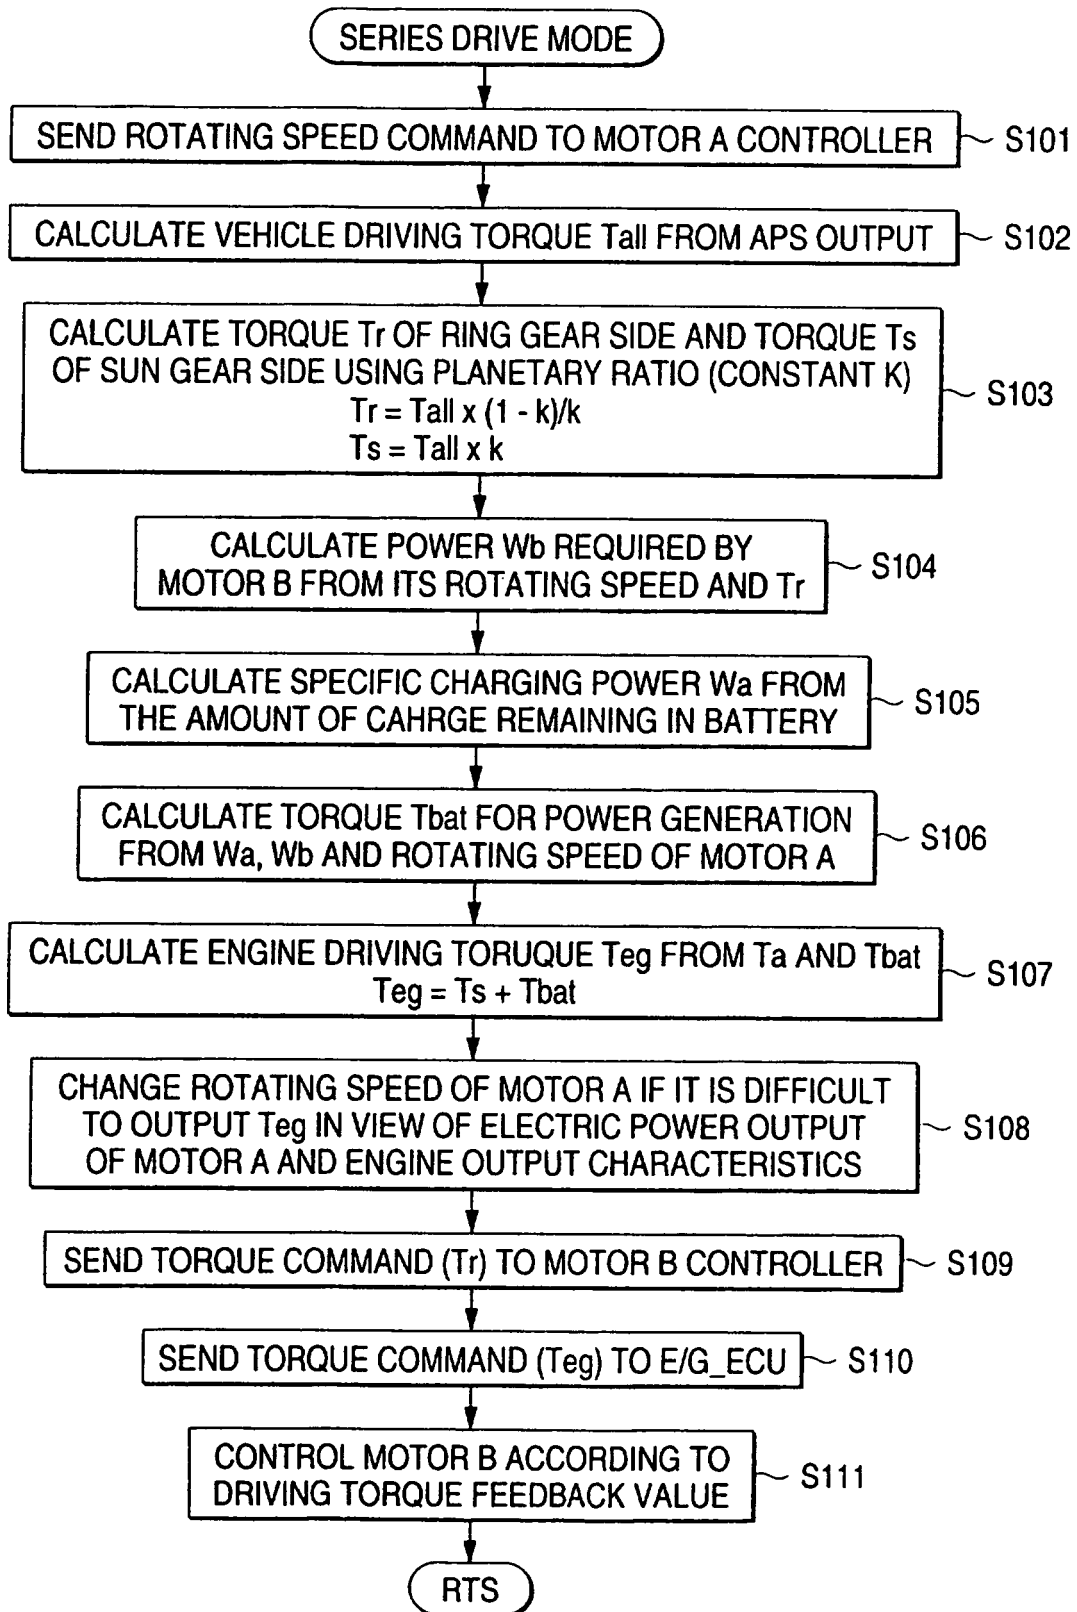 SERIES DRIVE MODE
SEND ROTATING SPEED COMMAND TO MOTOR A CONTROLLER
S101
CALCULATE VEHICLE DRIVING TORQUE Tall FROM APS OUTPUT
S102
CALCULATE TORQUE Tr OF RING GEAR SIDE AND TORQUE Ts
OF SUN GEAR SIDE USING PLANETARY RATIO (CONSTANT K)
Tr = Tall x (1 - k)/k
Ts = Tall x k
S103
CALCULATE POWER Wb REQUIRED BY
MOTOR B FROM ITS ROTATING SPEED AND Tr
S104
CALCULATE SPECIFIC CHARGING POWER Wa FROM
THE AMOUNT OF CAHRGE REMAINING IN BATTERY
S105
CALCULATE TORQUE Tbat FOR POWER GENERATION
FROM Wa, Wb AND ROTATING SPEED OF MOTOR A
S106
CALCULATE ENGINE DRIVING TORUQUE Teg FROM Ta AND Tbat
Teg = Ts + Tbat
S107
CHANGE ROTATING SPEED OF MOTOR A IF IT IS DIFFICULT
TO OUTPUT Teg IN VIEW OF ELECTRIC POWER OUTPUT
OF MOTOR A AND ENGINE OUTPUT CHARACTERISTICS
S108
SEND TORQUE COMMAND (Tr) TO MOTOR B CONTROLLER
S109
SEND TORQUE COMMAND (Teg) TO E/G_ECU
S110
CONTROL MOTOR B ACCORDING TO
DRIVING TORQUE FEEDBACK VALUE
S111
RTS